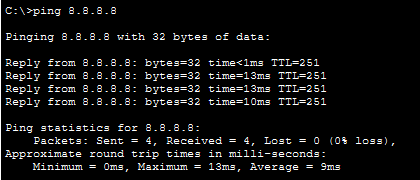 C:\>ping 8.8.8.8
Pinging 8.8.8.8 with 32 bytes of data:
Reply from 8.8.8.8: bytes=32 time<1ms TTL=251
Reply from 8.8.8.8: bytes=32 time=13ms TTL=251
Reply from 8.8.8.8: bytes=32 time=13ms TTL=251
Reply from 8.8.8.8: bytes=32 time=10ms TTL=251
Ping statistics for 8.8.8.8:
    Packets: Sent = 4, Received = 4, Lost = 0 (0% loss),
Approximate round trip times in milli-seconds:
    Minimum = 0ms, Maximum = 13ms, Average = 9ms